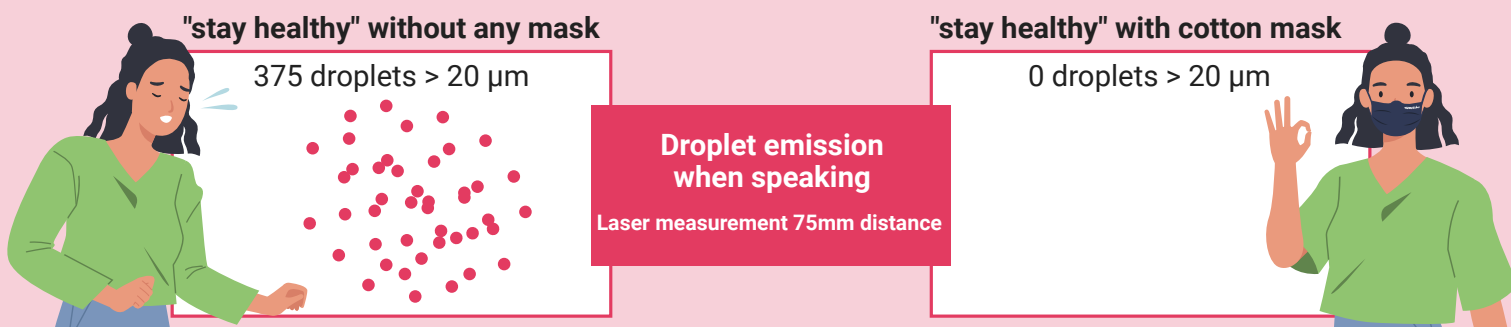 "stay healthy" without any mask
375 droplets > 20 µm
Droplet emission
when speaking
Laser measurement 75mm distance
"stay healthy" with cotton mask
0 droplets > 20 µm